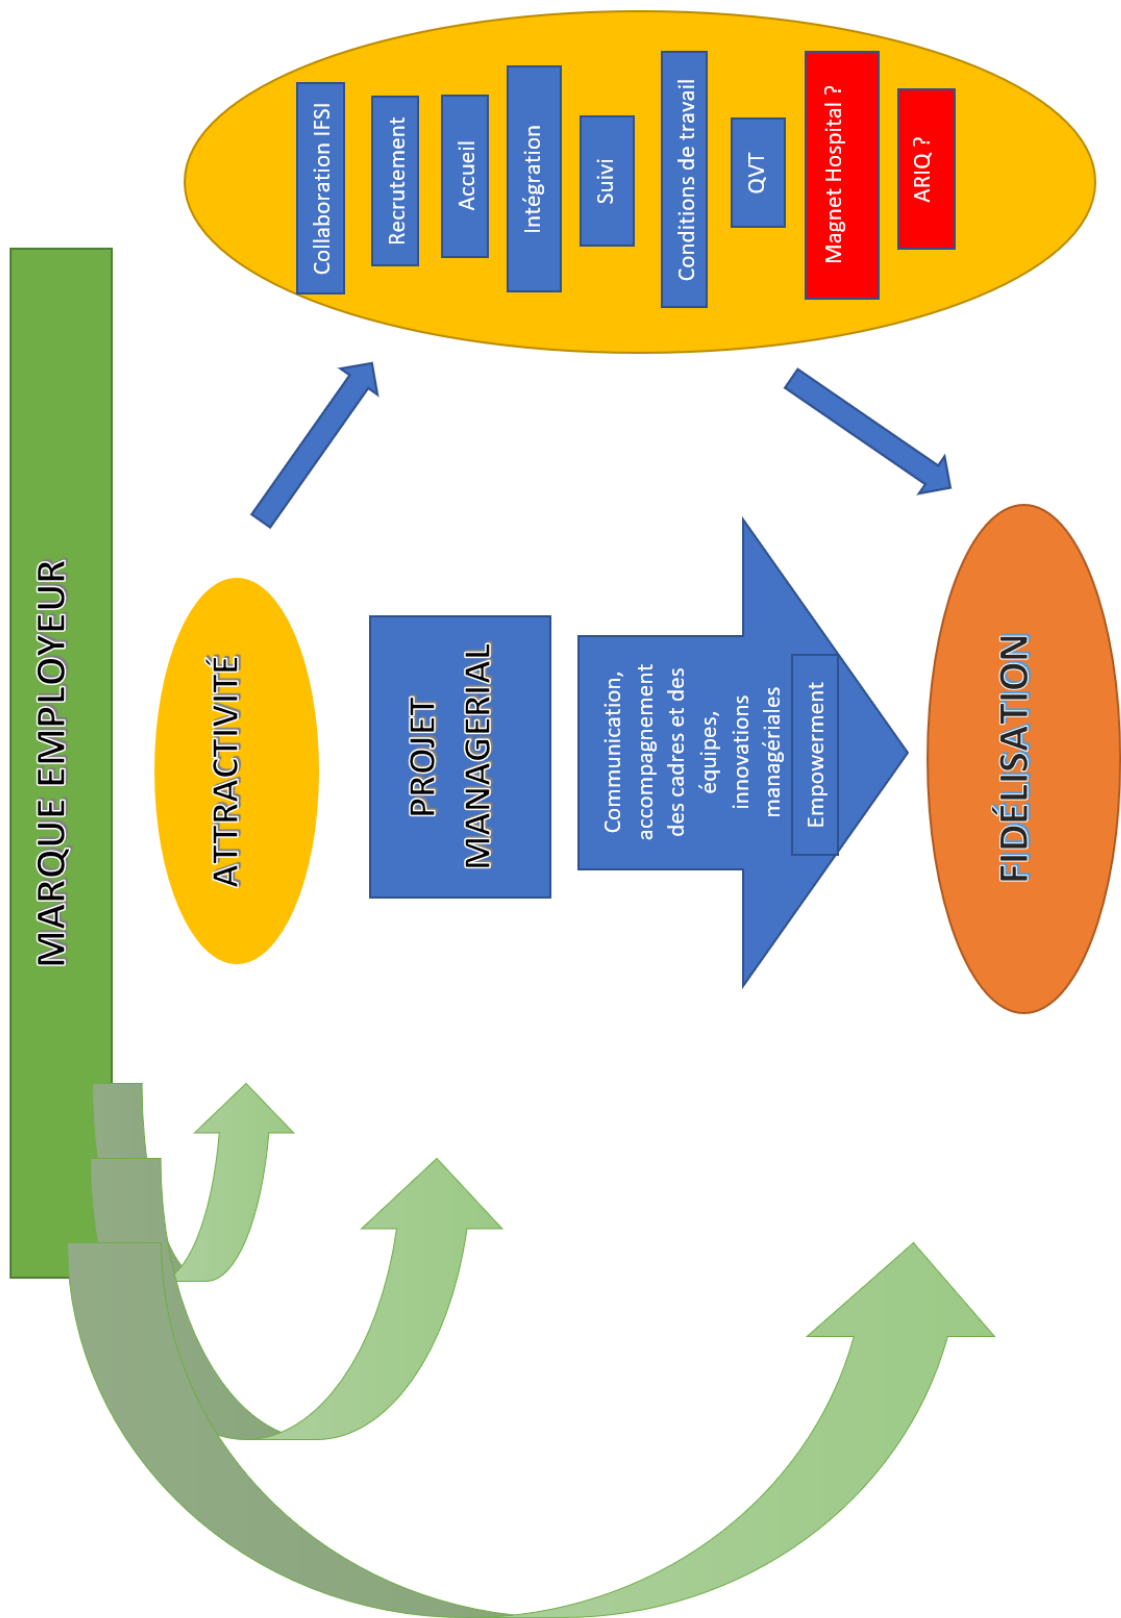 MARQUE EMPLOYEUR
ATTRACTIVITÉ
PROJET
MANAGERIAL
Communication,
accompagnement
des cadres et des
équipes,
innovations
managériales
Empowerment
FIDÉLISATION
Collaboration IFSI
Recrutement
Accueil
Intégration
Suivi
Conditions de travail
QVT
Magnet Hospital ?
ARIQ ?